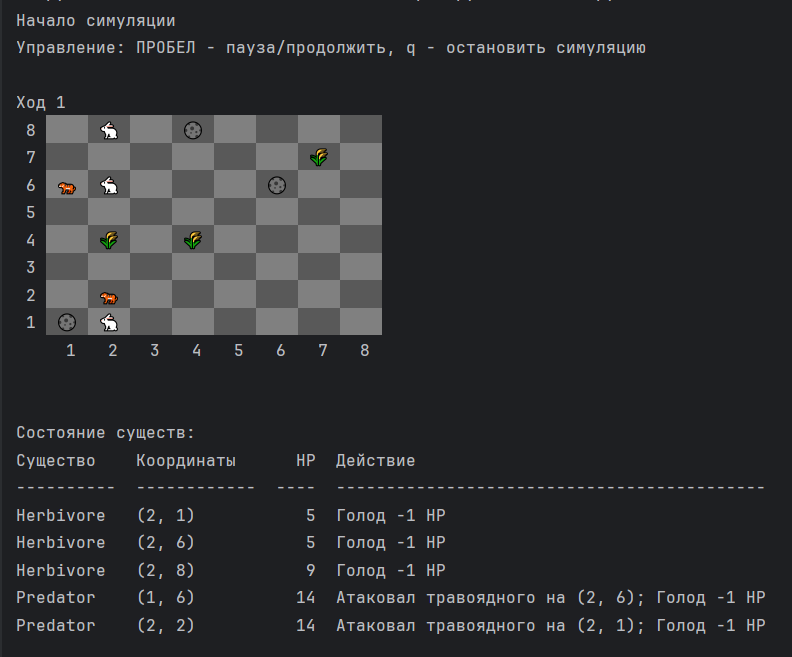 Начало симуляции
Управление: ПРОБЕЛ - пауза/продолжить, q - остановить симуляцию
Ход 1
8
7
6
5
4
3
2
1
1 2 3 4 5 6 7 8
Состояние существ:
Существо Координаты HP Действие
---------- ------------ ---- -------------------------------------------
Herbivore (2, 1) 5 Голод -1 HP
Herbivore (2, 6) 5 Голод -1 HP
Herbivore (2, 8) 9 Голод -1 HP
Predator (1, 6) 14 Атаковал травоядного на (2, 6); Голод -1 HP
Predator (2, 2) 14 Атаковал травоядного на (2, 1); Голод -1 HP